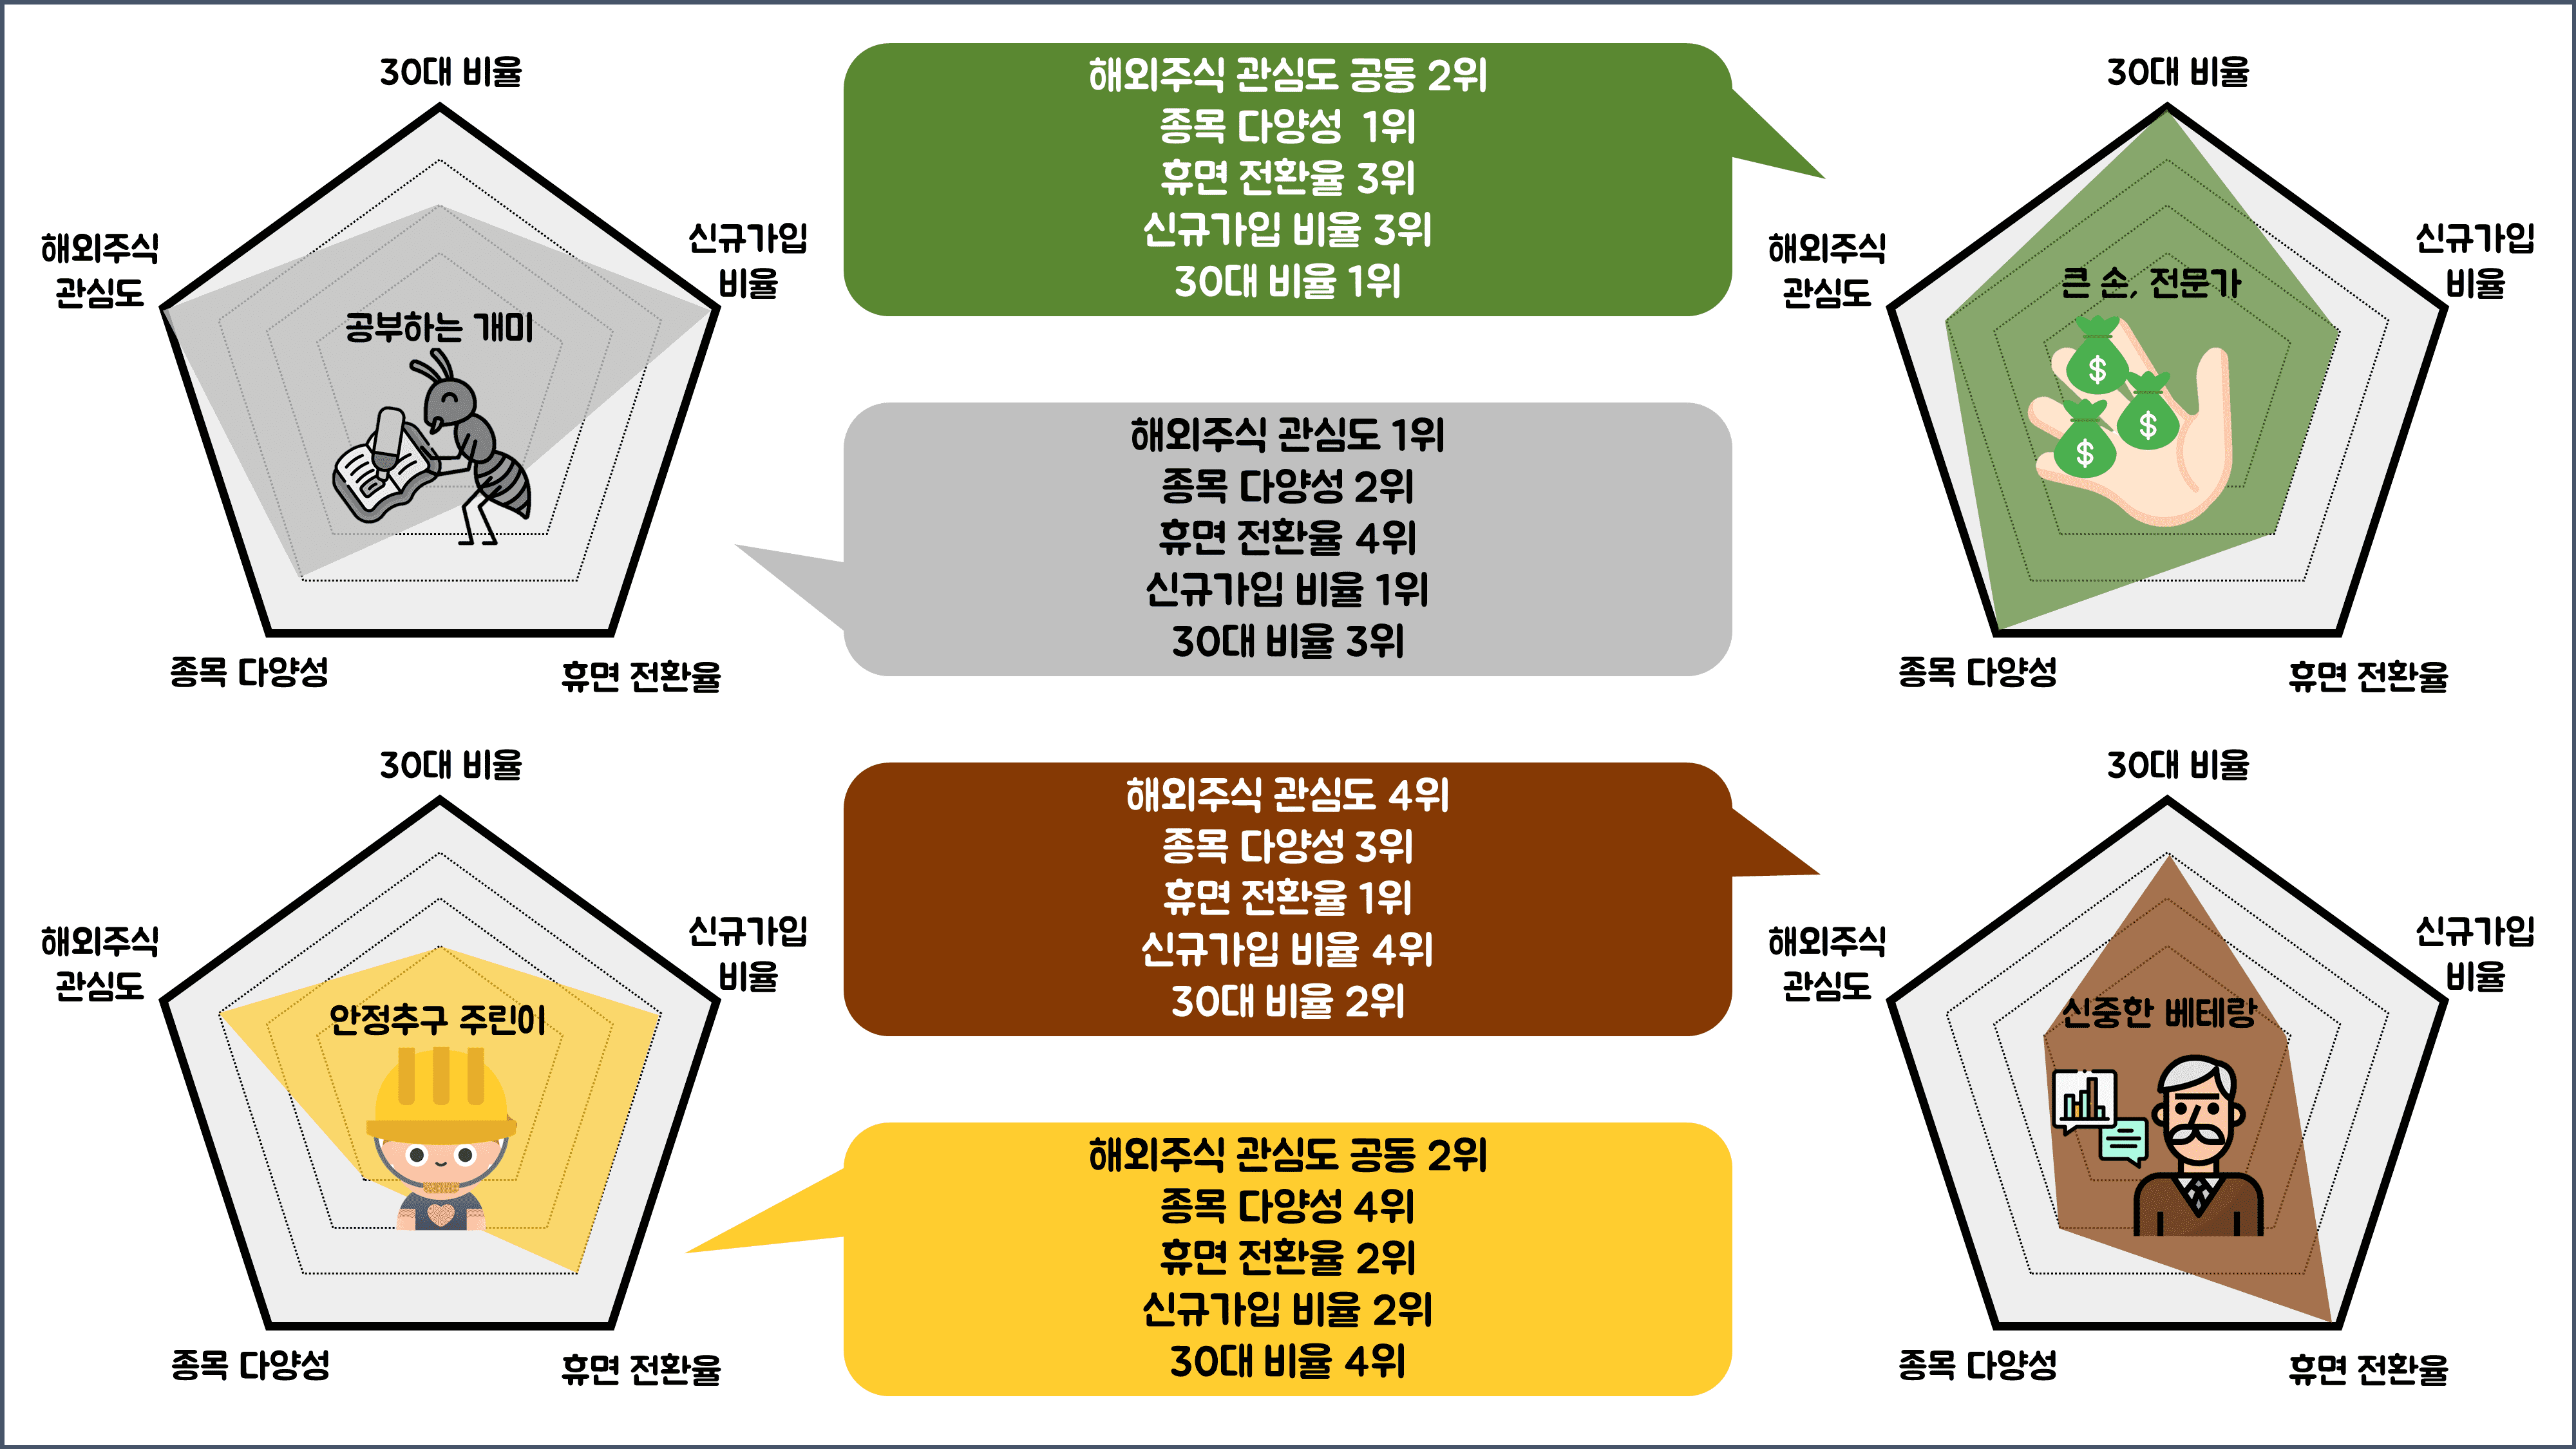 30대 비율
해외주식
관심도
신규가입
비율
공부하는 개미
종목 다양성
휴면 전환율
해외주식 관심도 공동 2위
종목 다양성 1위
휴면 전환율 3위
신규가입 비율 3위
30대 비율 1위
30대 비율
해외주식
관심도
신규가입
비율
큰 손, 전문가
$
$
$
종목 다양성
휴면 전환율
해외주식 관심도 1위
종목 다양성 2위
휴면 전환율 4위
신규가입 비율 1위
30대 비율 3위
30대 비율
해외주식
관심도
신규가입
비율
안정추구 주린이
종목 다양성
휴면 전환율
해외주식 관심도 4위
종목 다양성 3위
휴면 전환율 1위
신규가입 비율 4위
30대 비율 2위
30대 비율
해외주식
관심도
신규가입
비율
신중한 베테랑
종목 다양성
휴면 전환율
해외주식 관심도 공동 2위
종목 다양성 4위
휴면 전환율 2위
신규가입 비율 2위
30대 비율 4위